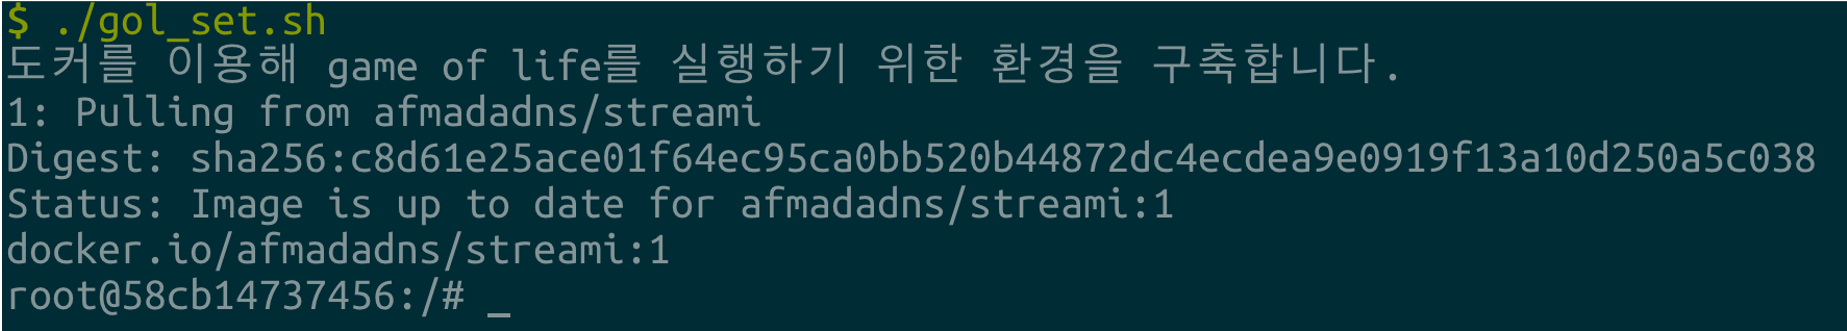 $ ./gol_set.sh
도커를 이용해 game of life를 실행하기 위한 환경을 구축합니다.
1: Pulling from afmadadns/streami
Digest: sha256:c8d61e25ace01f64ec95ca0bb520b44872dc4ecdea9e0919f13a10d250a5c038
Status: Image is up to date for afmadadns/streami:1
docker.io/afmadadns/streami:1
root@58cb14737456:/# _